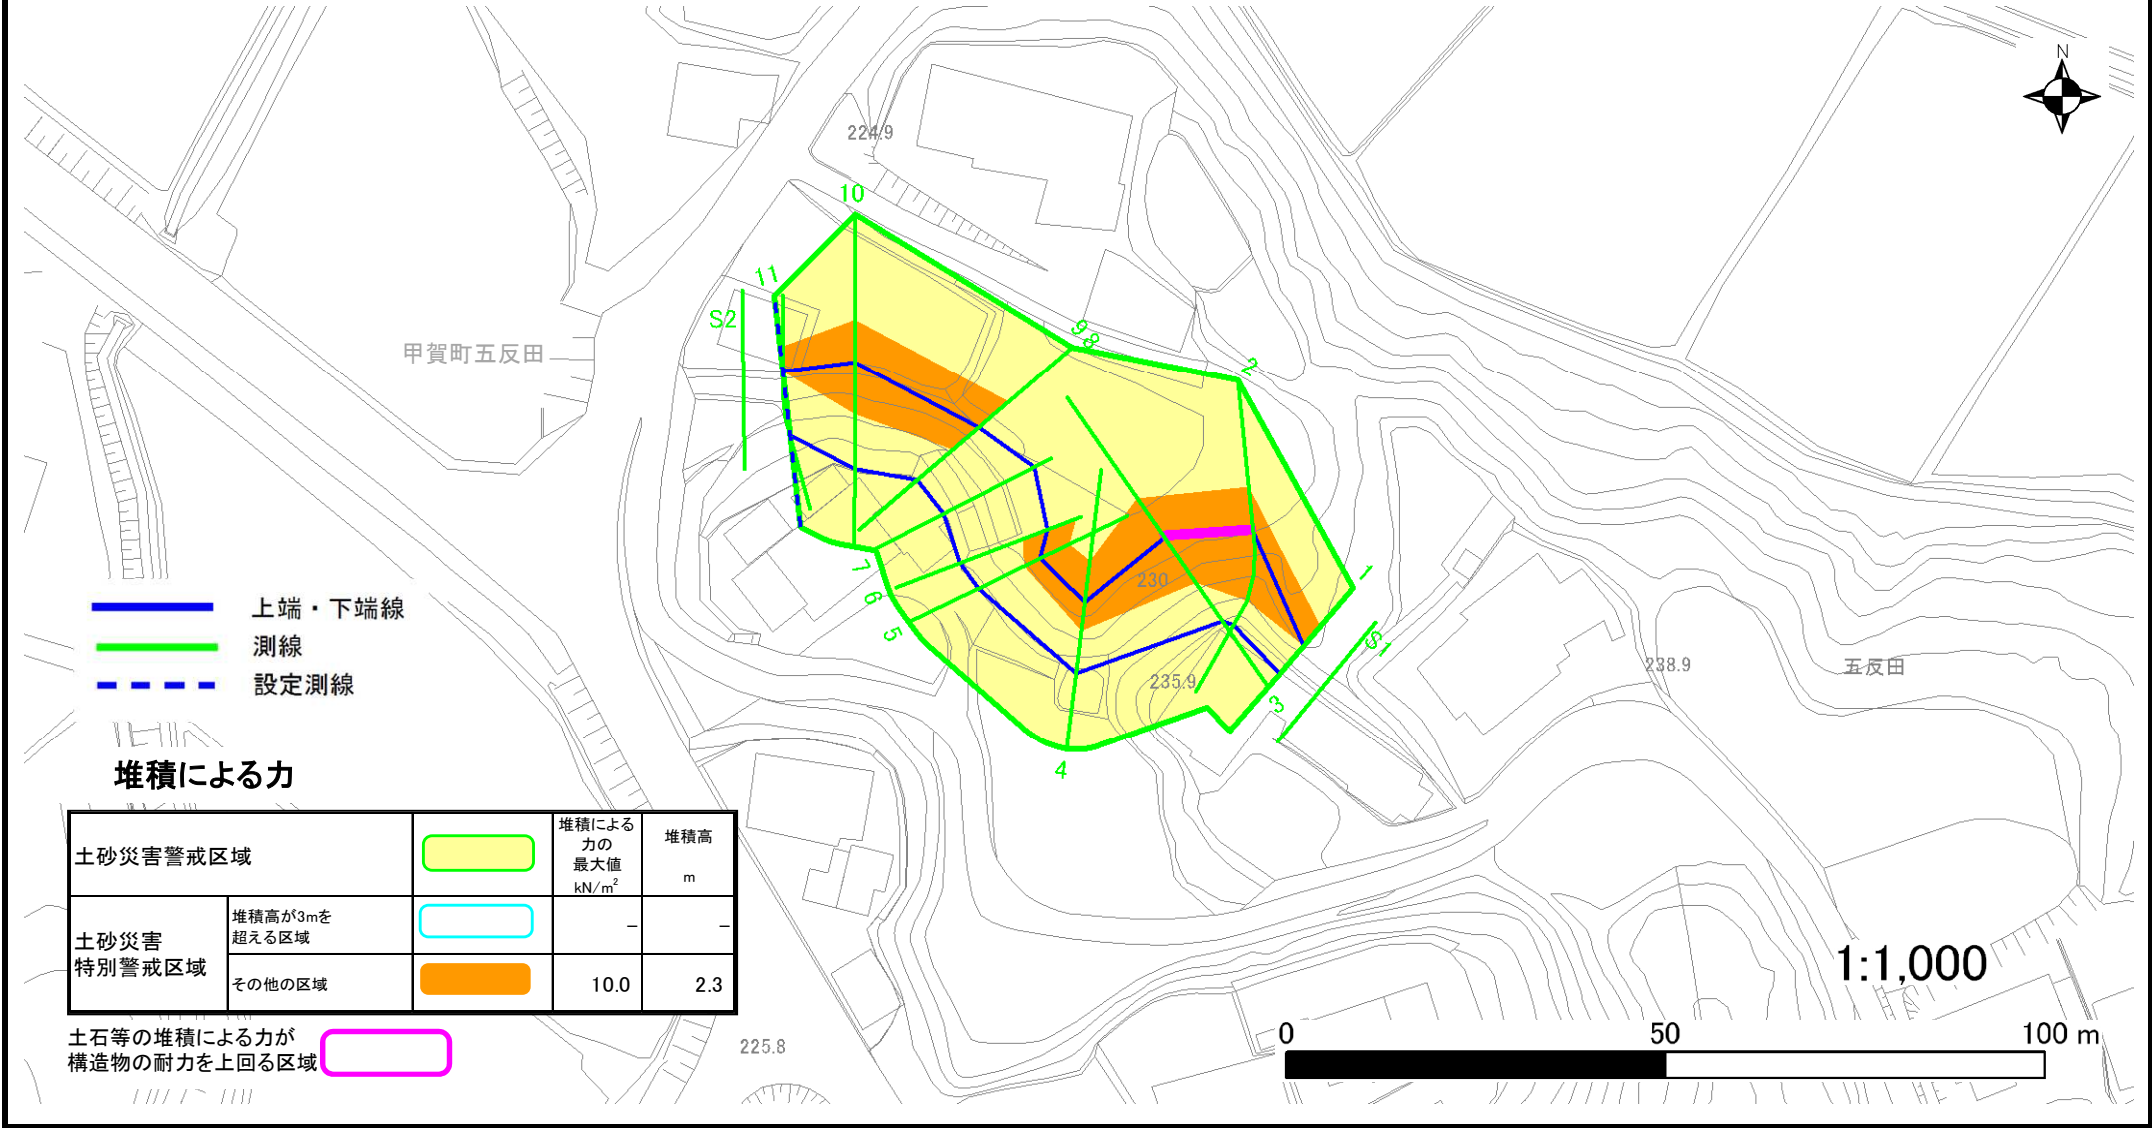 N
224.9
10
11
S2
9
8
2
甲賀町五反田
1
230
7
6
5
S1
3
4
235.9
238.9
五反田
上端・下端線
測線
設定測線
堆積による力
土砂災害警戒区域
堆積による
力の
最大値
kN/m²
堆積高
m
土砂災害
特別警戒区域
堆積高が3mを
超える区域
－
－
その他の区域
10.0
2.3
土石等の堆積による力が
構造物の耐力を上回る区域
225.8
1:1,000
0
50
100 m